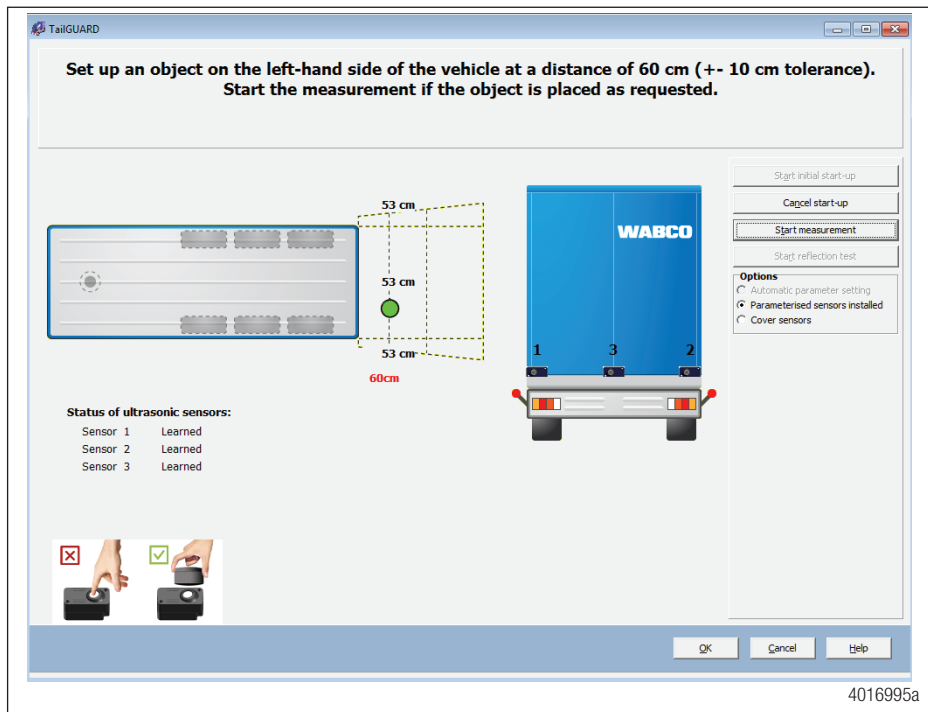 TailGUARD
Set up an object on the left-hand side of the vehicle at a distance of 60 cm (+- 10 cm tolerance).
Start the measurement if the object is placed as requested.
53 cm
53 cm
53 cm
60cm
WABCO
1 3 2
Start initial start-up
Cancel start-up
Start measurement
Start reflection test
Options
Automatic parameter setting
Parameterised sensors installed
Cover sensors
Status of ultrasonic sensors:
Sensor 1 Learned
Sensor 2 Learned
Sensor 3 Learned
OK Cancel Help
4016995a